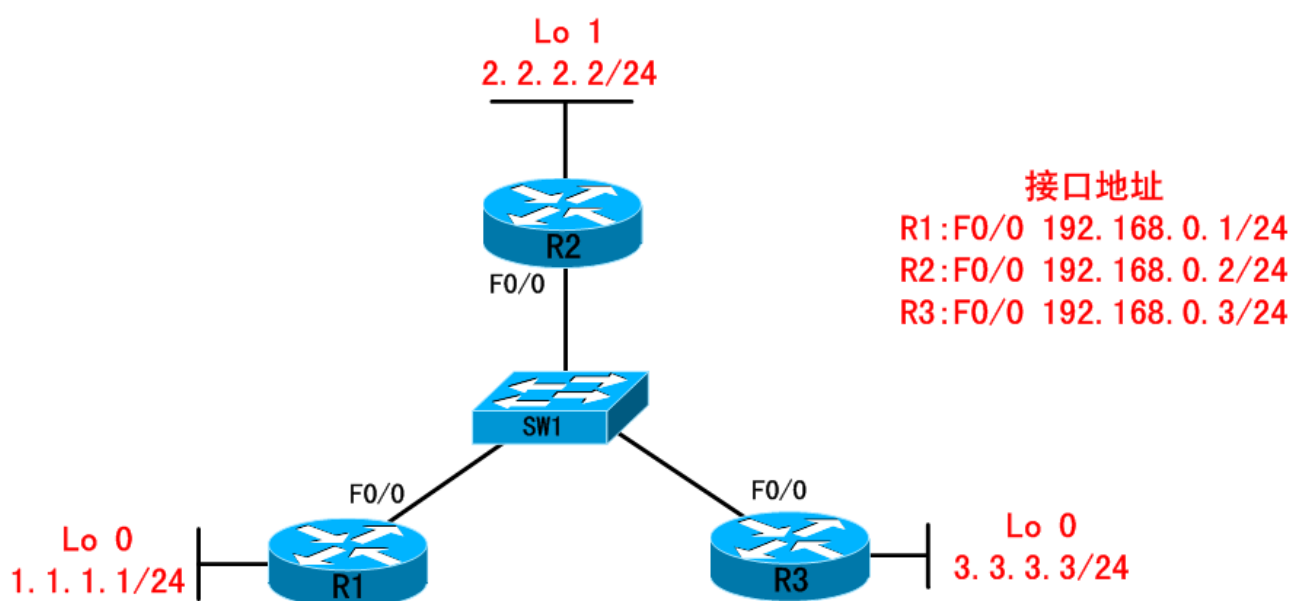 Lo 1
2.2.2.2/24
R2
F0/0
接口地址
R1:F0/0 192.168.0.1/24
R2:F0/0 192.168.0.2/24
R3:F0/0 192.168.0.3/24
SW1
F0/0
F0/0
Lo 0
1.1.1.1/24
R1
R3
Lo 0
3.3.3.3/24